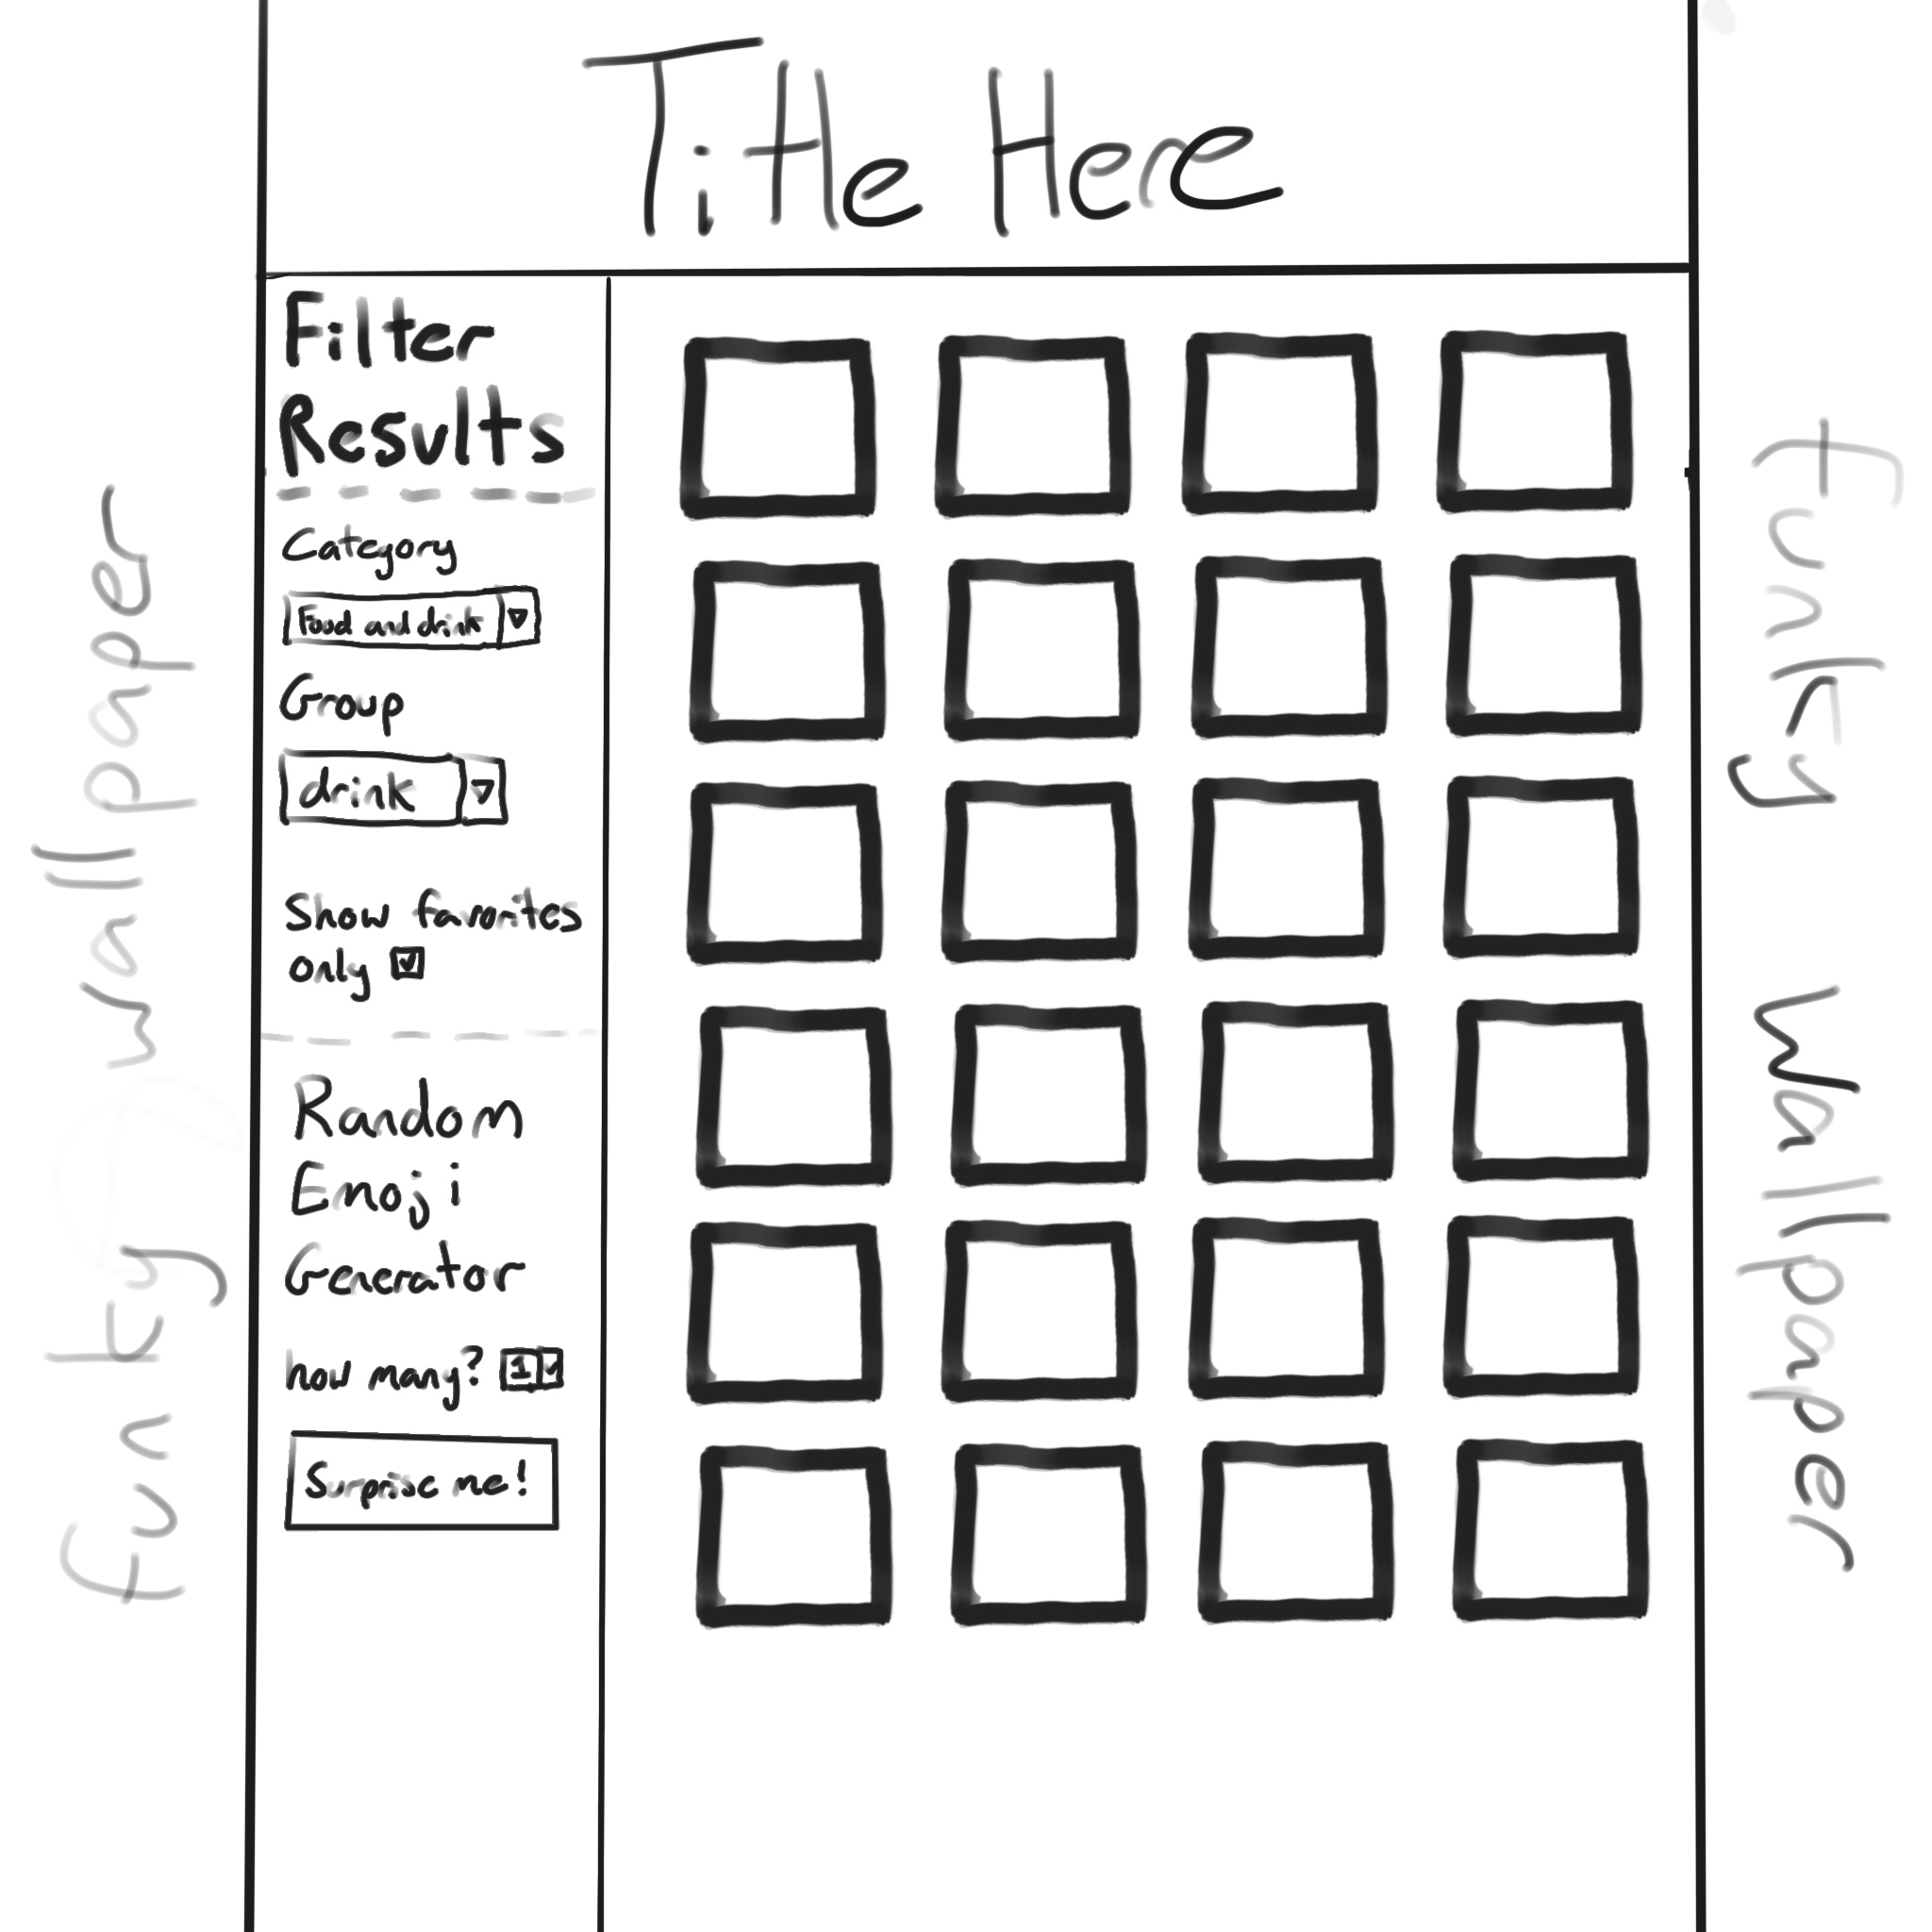 Title Here
Filter
Results
Category
Food and drink
Group
drink
Show favorites
only
Random
Emoji
Generator
how many? 1
Surprise me!
funky wallpaper
funky wallpaper